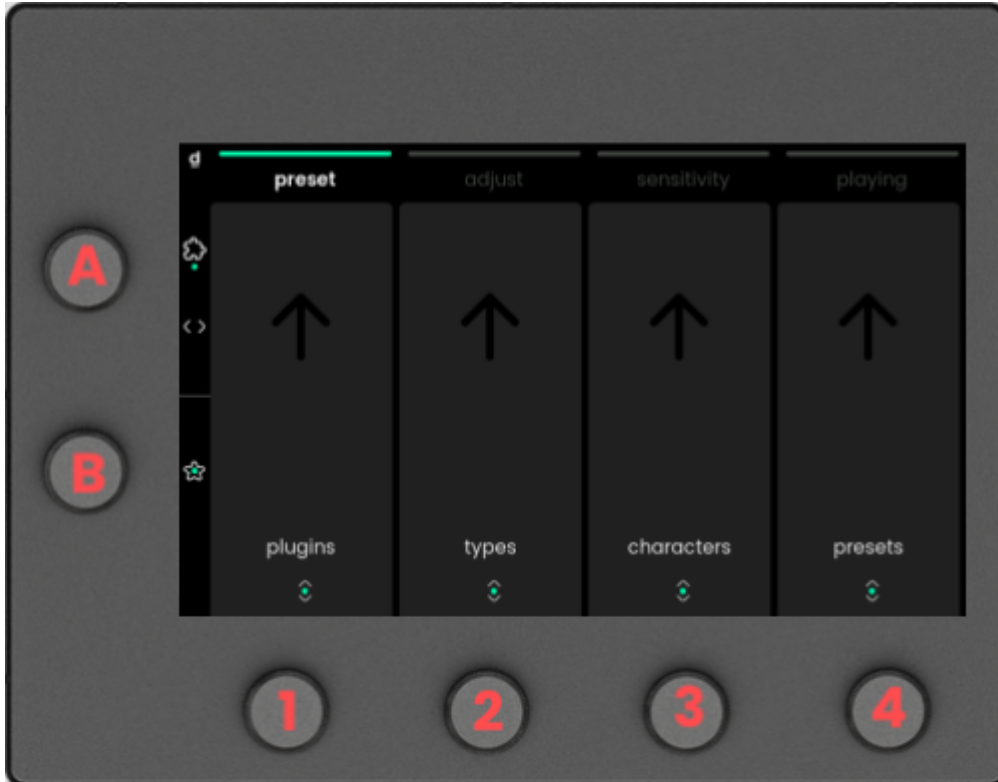 d
preset adjust sensitivity playing
A
B
plugins types characters presets
1 2 3 4